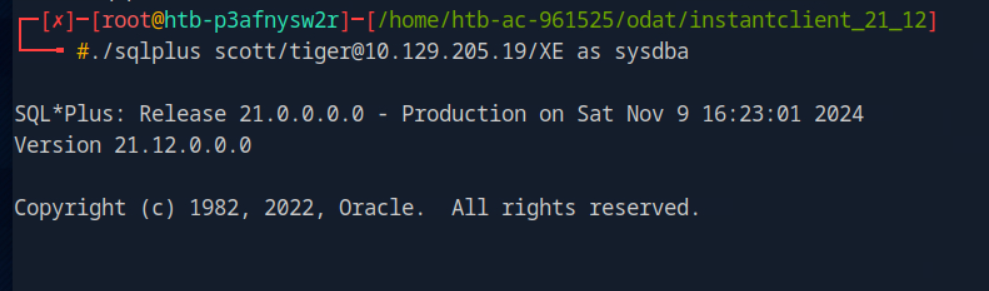 ┌─[✗]─[root@htb-p3afnysw2r]─[/home/htb-ac-961525/odat/instantclient_21_12]
└──╼ #./sqlplus scott/tiger@10.129.205.19/XE as sysdba
SQL*Plus: Release 21.0.0.0.0 - Production on Sat Nov 9 16:23:01 2024
Version 21.12.0.0.0
Copyright (c) 1982, 2022, Oracle.  All rights reserved.